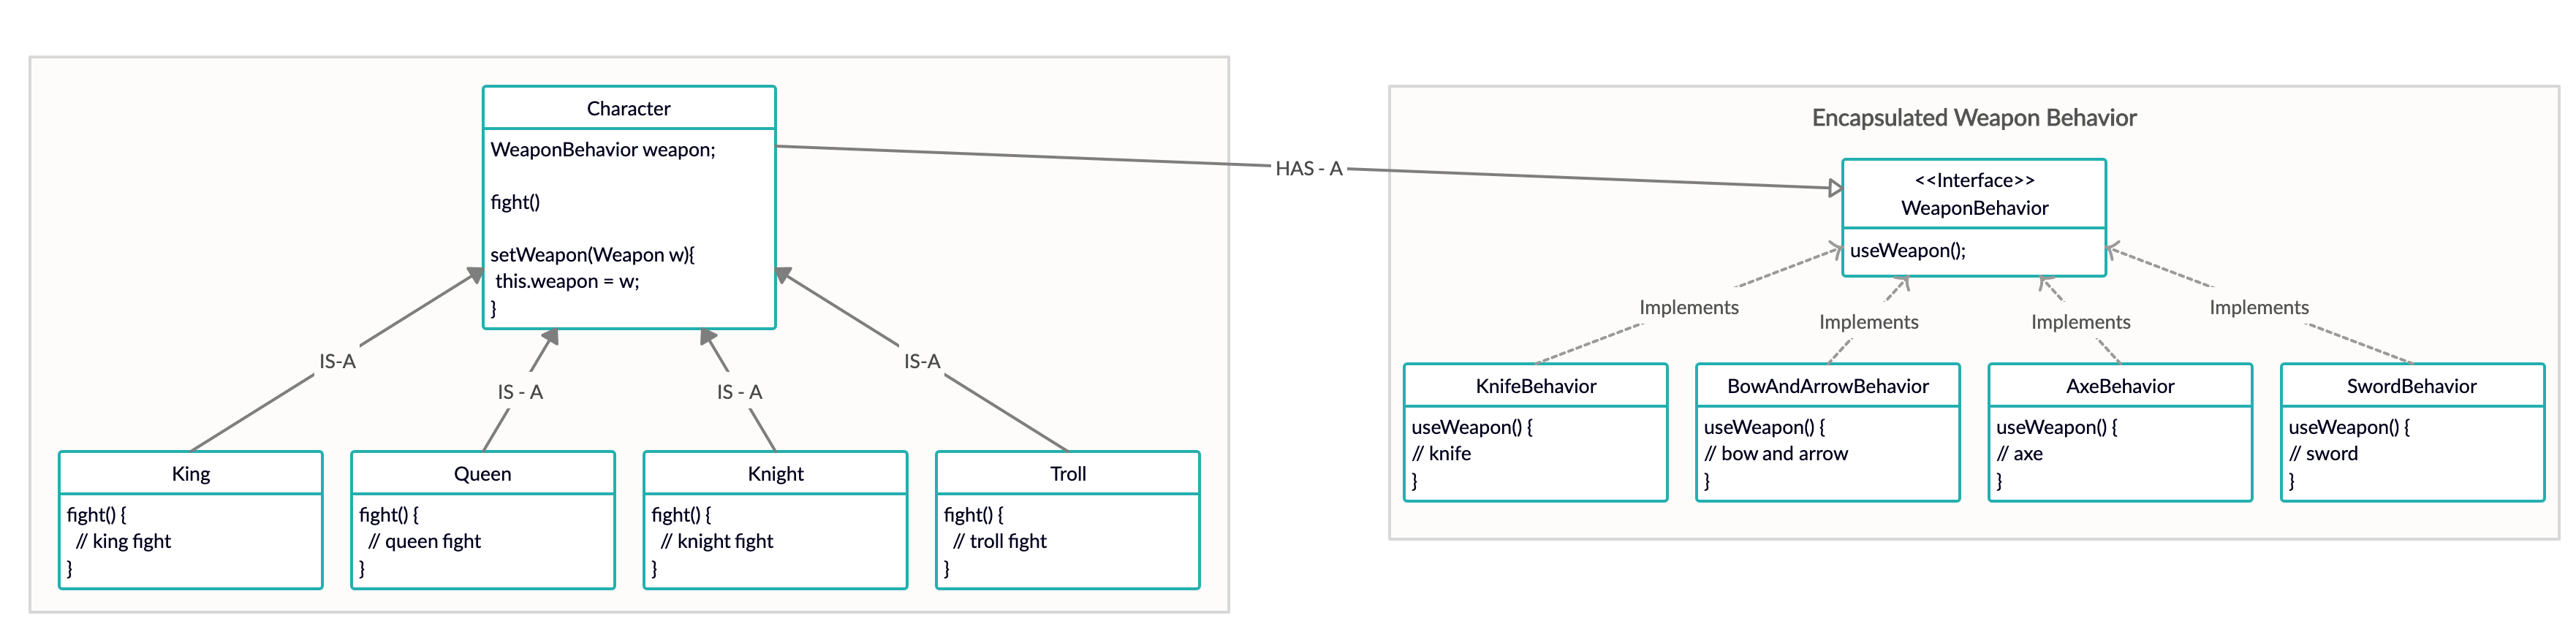 Character
WeaponBehavior weapon;
fight()
setWeapon(Weapon w){
this.weapon = w;
}
IS-A
IS - A
IS - A
IS-A
King
fight() {
// king fight
}
Queen
fight() {
// queen fight
}
Knight
fight() {
// knight fight
}
Troll
fight() {
// troll fight
}
HAS - A
Encapsulated Weapon Behavior
<<Interface>>
WeaponBehavior
useWeapon();
Implements
Implements
Implements
Implements
KnifeBehavior
useWeapon() {
// knife
}
BowAndArrowBehavior
useWeapon() {
// bow and arrow
}
AxeBehavior
useWeapon() {
// axe
}
SwordBehavior
useWeapon() {
// sword
}